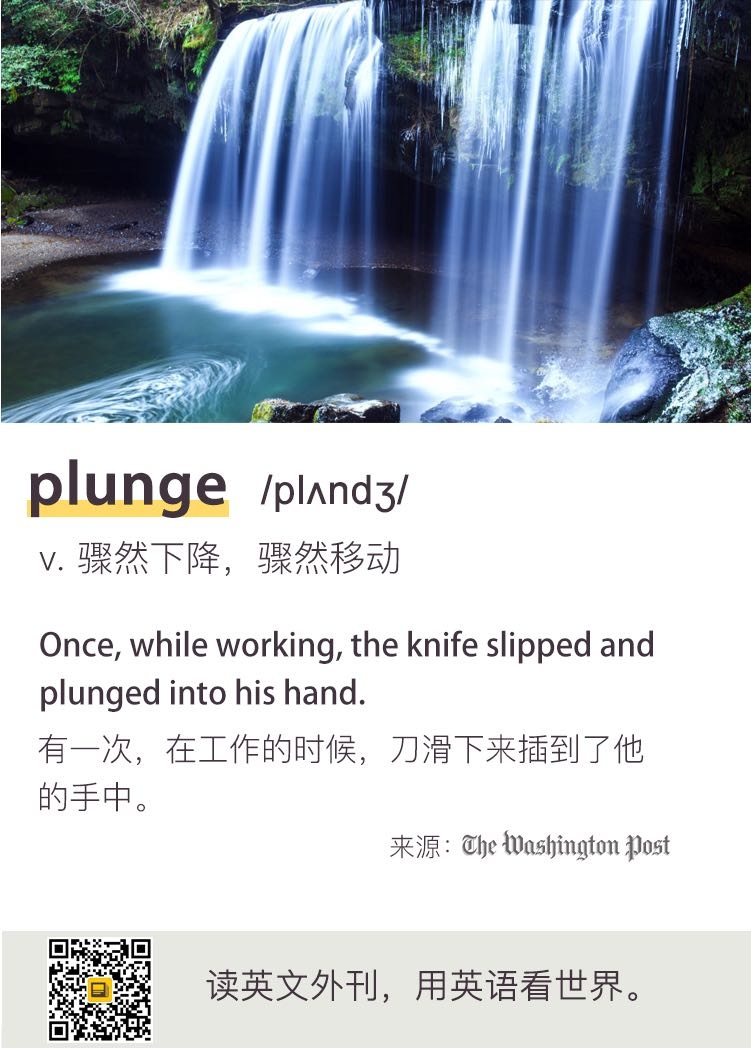 plunge /plʌndʒ/
v. 骤然下降，骤然移动
Once, while working, the knife slipped and
plunged into his hand.
有一次，在工作的时候，刀滑下来插到了他
的手中。
来源：The Washington Post
读英文外刊，用英语看世界。